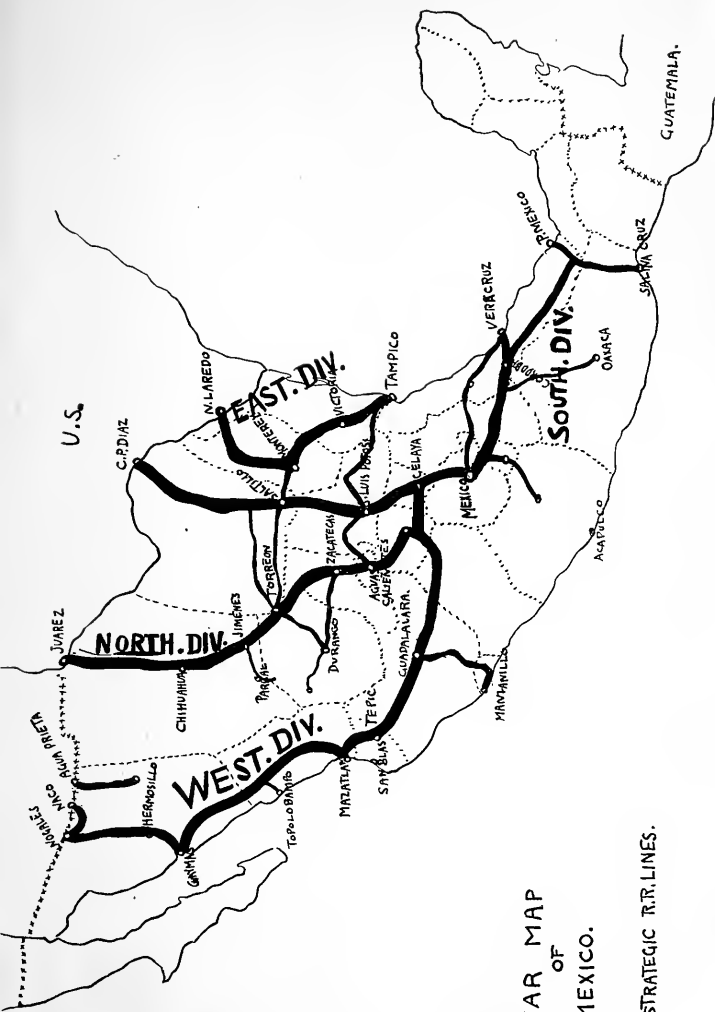 U.S.
GUATEMALA.
NORTH. DIV.
EAST. DIV.
WEST. DIV.
SOUTH. DIV.
NOGALES
NACO
AGUA PRIETA
HERMOSILLO
JUAREZ
CHIHUAHUA
JIMENES
PARRAL
TORREON
DURANGO
ZACATECAS
AGUAS
CALIENTES
C.P. DIAZ
N. LAREDO
SALTILLO
MONTEREY
VICTORIA
TAMPICO
LUIS POTOSI
CELAYA
MEXICO
VERACRUZ
CORDOBA
OAXACA
P. MEXICO
SALINA CRUZ
ACAPULCO
MANZANILLO
GUADALAJARA.
TEPIC.
SAN BLAS
MAZATLAN
TOPOLOBAMPO
AR MAP
OF
MEXICO.
STRATEGIC R.R. LINES.